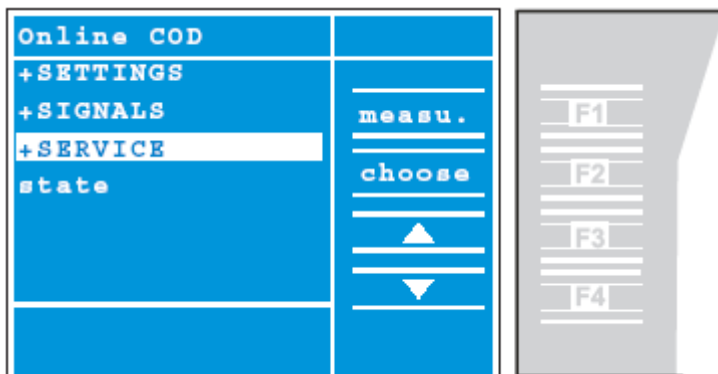 Online COD
+SETTINGS
+SIGNALS
+SERVICE
state
measu.
choose
F1
F2
F3
F4